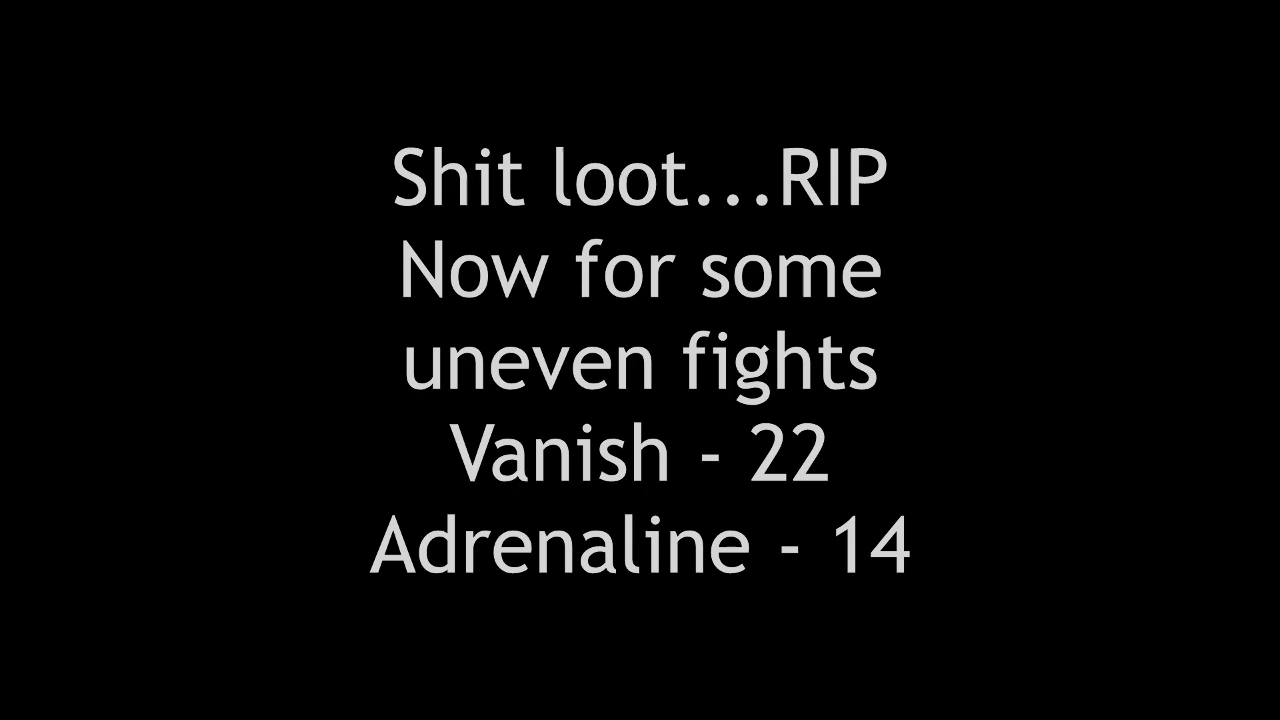 Shit loot...RIP
Now for some
uneven fights
Vanish - 22
Adrenaline - 14